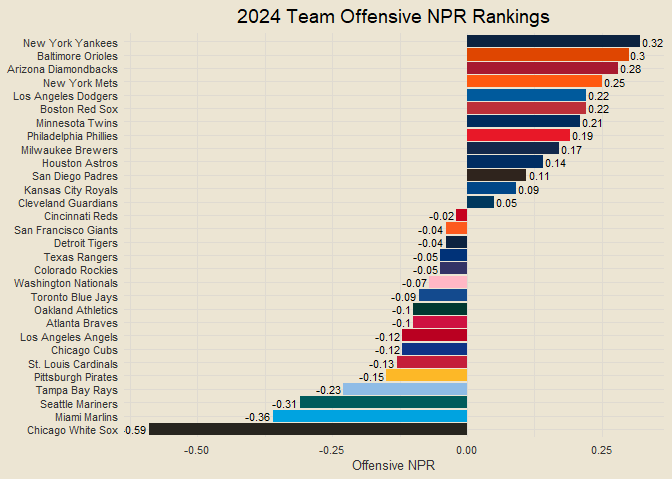 2024 Team Offensive NPR Rankings
New York Yankees 0.32
Baltimore Orioles 0.3
Arizona Diamondbacks 0.28
New York Mets 0.25
Los Angeles Dodgers 0.22
Boston Red Sox 0.22
Minnesota Twins 0.21
Philadelphia Phillies 0.19
Milwaukee Brewers 0.17
Houston Astros 0.14
San Diego Padres 0.11
Kansas City Royals 0.09
Cleveland Guardians 0.05
Cincinnati Reds -0.02
San Francisco Giants -0.04
Detroit Tigers -0.04
Texas Rangers -0.05
Colorado Rockies -0.05
Washington Nationals -0.07
Toronto Blue Jays -0.09
Oakland Athletics -0.1
Atlanta Braves -0.1
Los Angeles Angels -0.12
Chicago Cubs -0.12
St. Louis Cardinals -0.13
Pittsburgh Pirates -0.15
Tampa Bay Rays -0.23
Seattle Mariners -0.31
Miami Marlins -0.36
Chicago White Sox -0.59
-0.50 -0.25 0.00 0.25
Offensive NPR